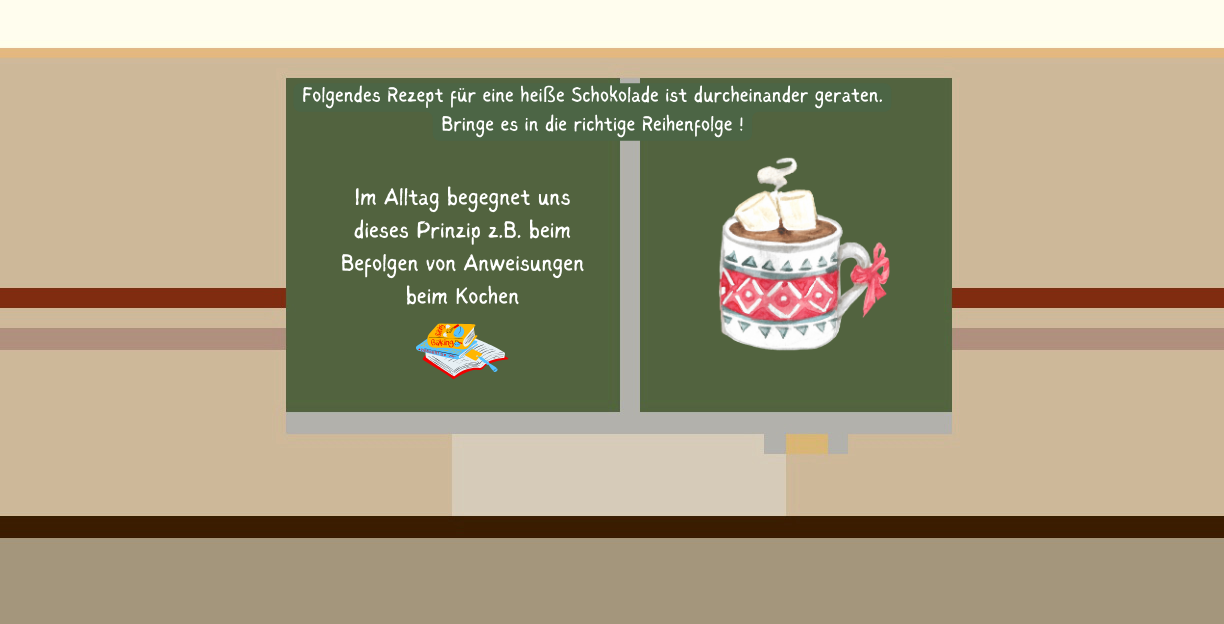 Folgendes Rezept für eine heiße Schokolade ist durcheinander geraten.
Bringe es in die richtige Reihenfolge !
Im Alltag begegnet uns
dieses Prinzip z.B. beim
Befolgen von Anweisungen
beim Kochen